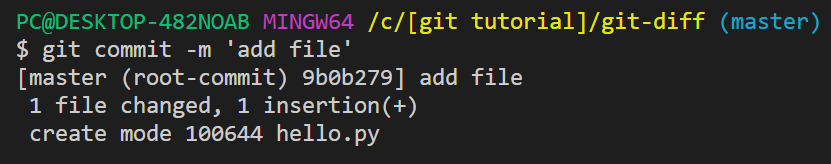 PC@DESKTOP-482NOAB MINGW64 /c/[git tutorial]/git-diff (master)
$ git commit -m 'add file'
[master (root-commit) 9b0b279] add file
 1 file changed, 1 insertion(+)
 create mode 100644 hello.py